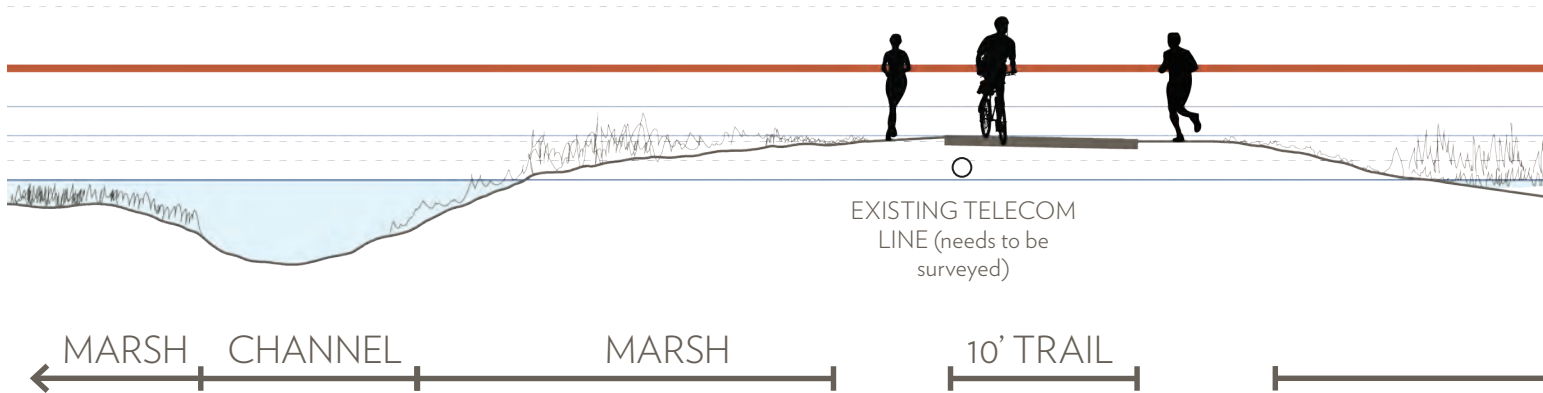 EXISTING TELECOM
LINE (needs to be
surveyed)
MARSH
CHANNEL
MARSH
10’ TRAIL